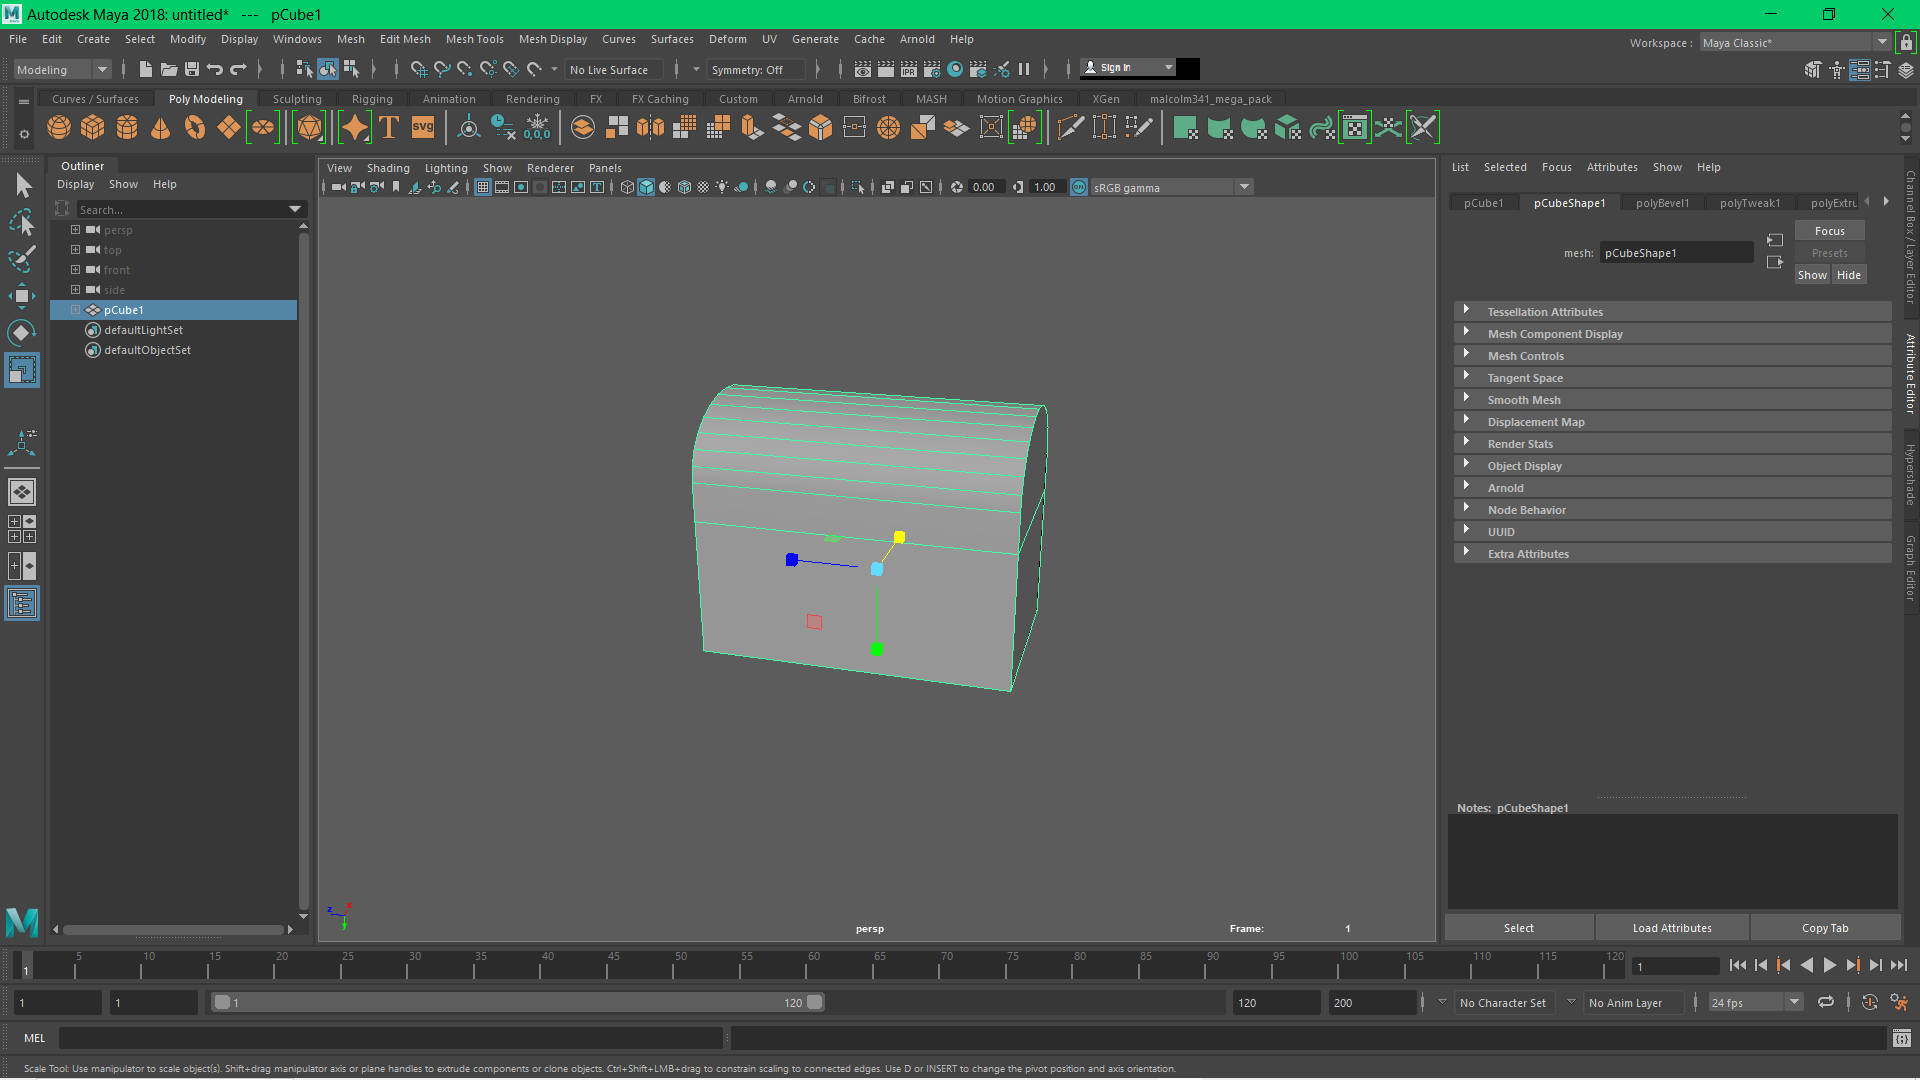 Autodesk Maya 2018: untitled* --- pCube1
File Edit Create Select Modify Display Windows Mesh Edit Mesh Mesh Tools Mesh Display Curves Surfaces Deform UV Generate Cache Arnold Help
Workspace : Maya Classic*
Modeling No Live Surface Symmetry: Off Sign In
Curves / Surfaces Poly Modeling Sculpting Rigging Animation Rendering FX FX Caching Custom Arnold Bifrost MASH Motion Graphics XGen malcolm341_mega_pack
Outliner
Display Show Help
Search...
persp
top
front
side
pCube1
defaultLightSet
defaultObjectSet
View Shading Lighting Show Renderer Panels
0.00 1.00 sRGB gamma
persp Frame: 1
List Selected Focus Attributes Show Help
pCube1 pCubeShape1 polyBevel1 polyTweak1 polyExtru
mesh: pCubeShape1
Focus
Presets
Show Hide
Tessellation Attributes
Mesh Component Display
Mesh Controls
Tangent Space
Smooth Mesh
Displacement Map
Render Stats
Object Display
Arnold
Node Behavior
UUID
Extra Attributes
Notes: pCubeShape1
Select Load Attributes Copy Tab
Channel Box / Layer Editor
Attribute Editor
Hypershade
Graph Editor
1 5 10 15 20 25 30 35 40 45 50 55 60 65 70 75 80 85 90 95 100 105 110 115 120 1
1 1 1 120 120 200 No Character Set No Anim Layer 24 fps
MEL
Scale Tool: Use manipulator to scale object(s). Shift+drag manipulator axis or plane handles to extrude components or clone objects. Ctrl+Shift+LMB+drag to constrain scaling to connected edges. Use D or INSERT to change the pivot position and axis orientation.